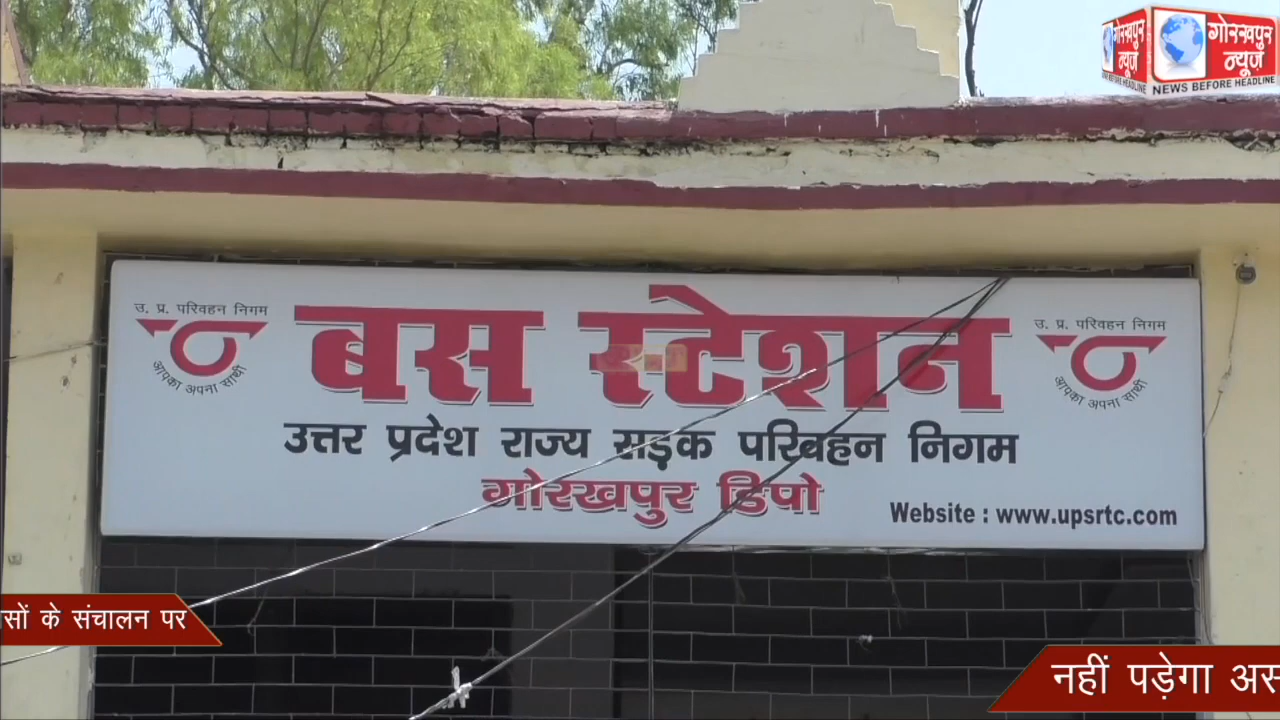 गोरखपुर
न्यूज़
गोरखपुर
न्यूज़
NEWS BEFORE HEADLINE
उ. प्र. परिवहन निगम
आपका अपना साथी
बस स्टेशन
उ. प्र. परिवहन निगम
आपका अपना साथी
उत्तर प्रदेश राज्य सड़क परिवहन निगम
गोरखपुर डिपो
Website : www.upsrtc.com
सों के संचालन पर
नहीं पड़ेगा अस